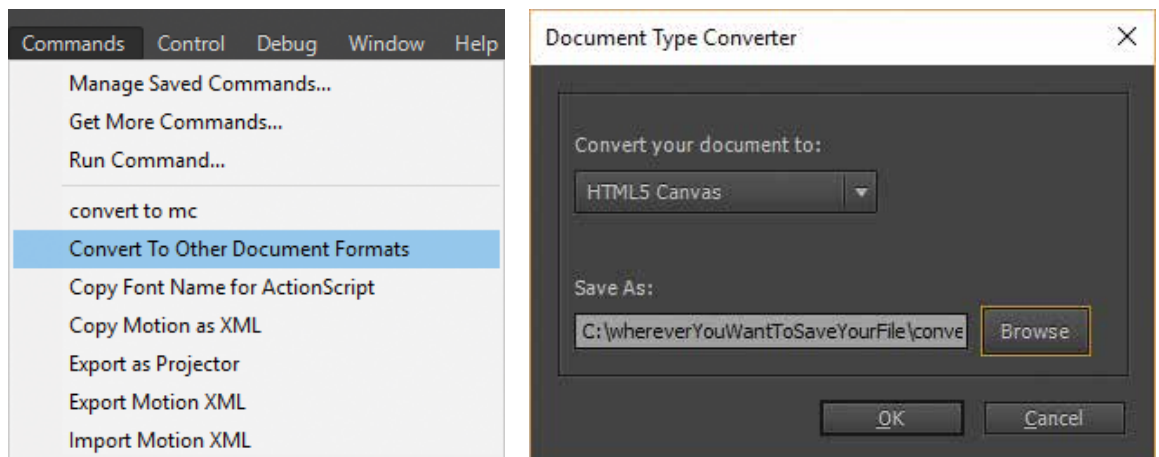 Commands Control Debug Window Help
Manage Saved Commands...
Get More Commands...
Run Command...
convert to mc
Convert To Other Document Formats
Copy Font Name for ActionScript
Copy Motion as XML
Export as Projector
Export Motion XML
Import Motion XML
Document Type Converter
Convert your document to:
HTML5 Canvas
Save As:
C:\whereverYouWantToSaveYourFile\conve Browse
OK Cancel